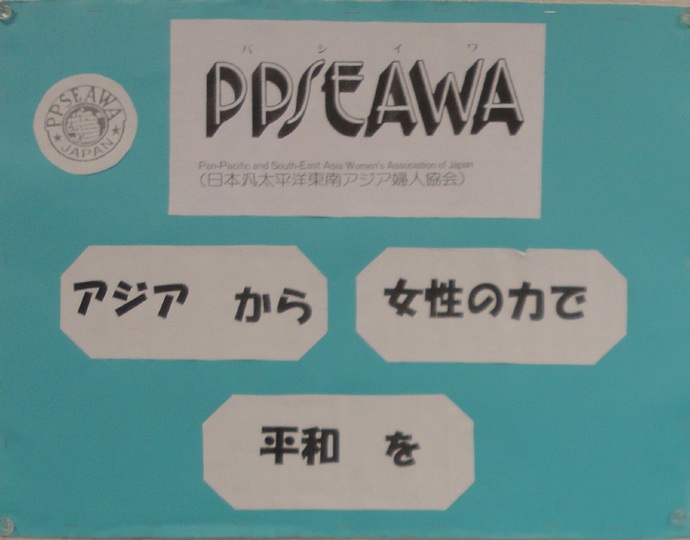 パシイワ
PPSEAWA
PPSEAWA
JAPAN
Pan-Pacific and South-East Asia Women's Association of Japan
(日本汎太平洋東南アジア婦人協会)
アジア から
女性の力で
平和 を